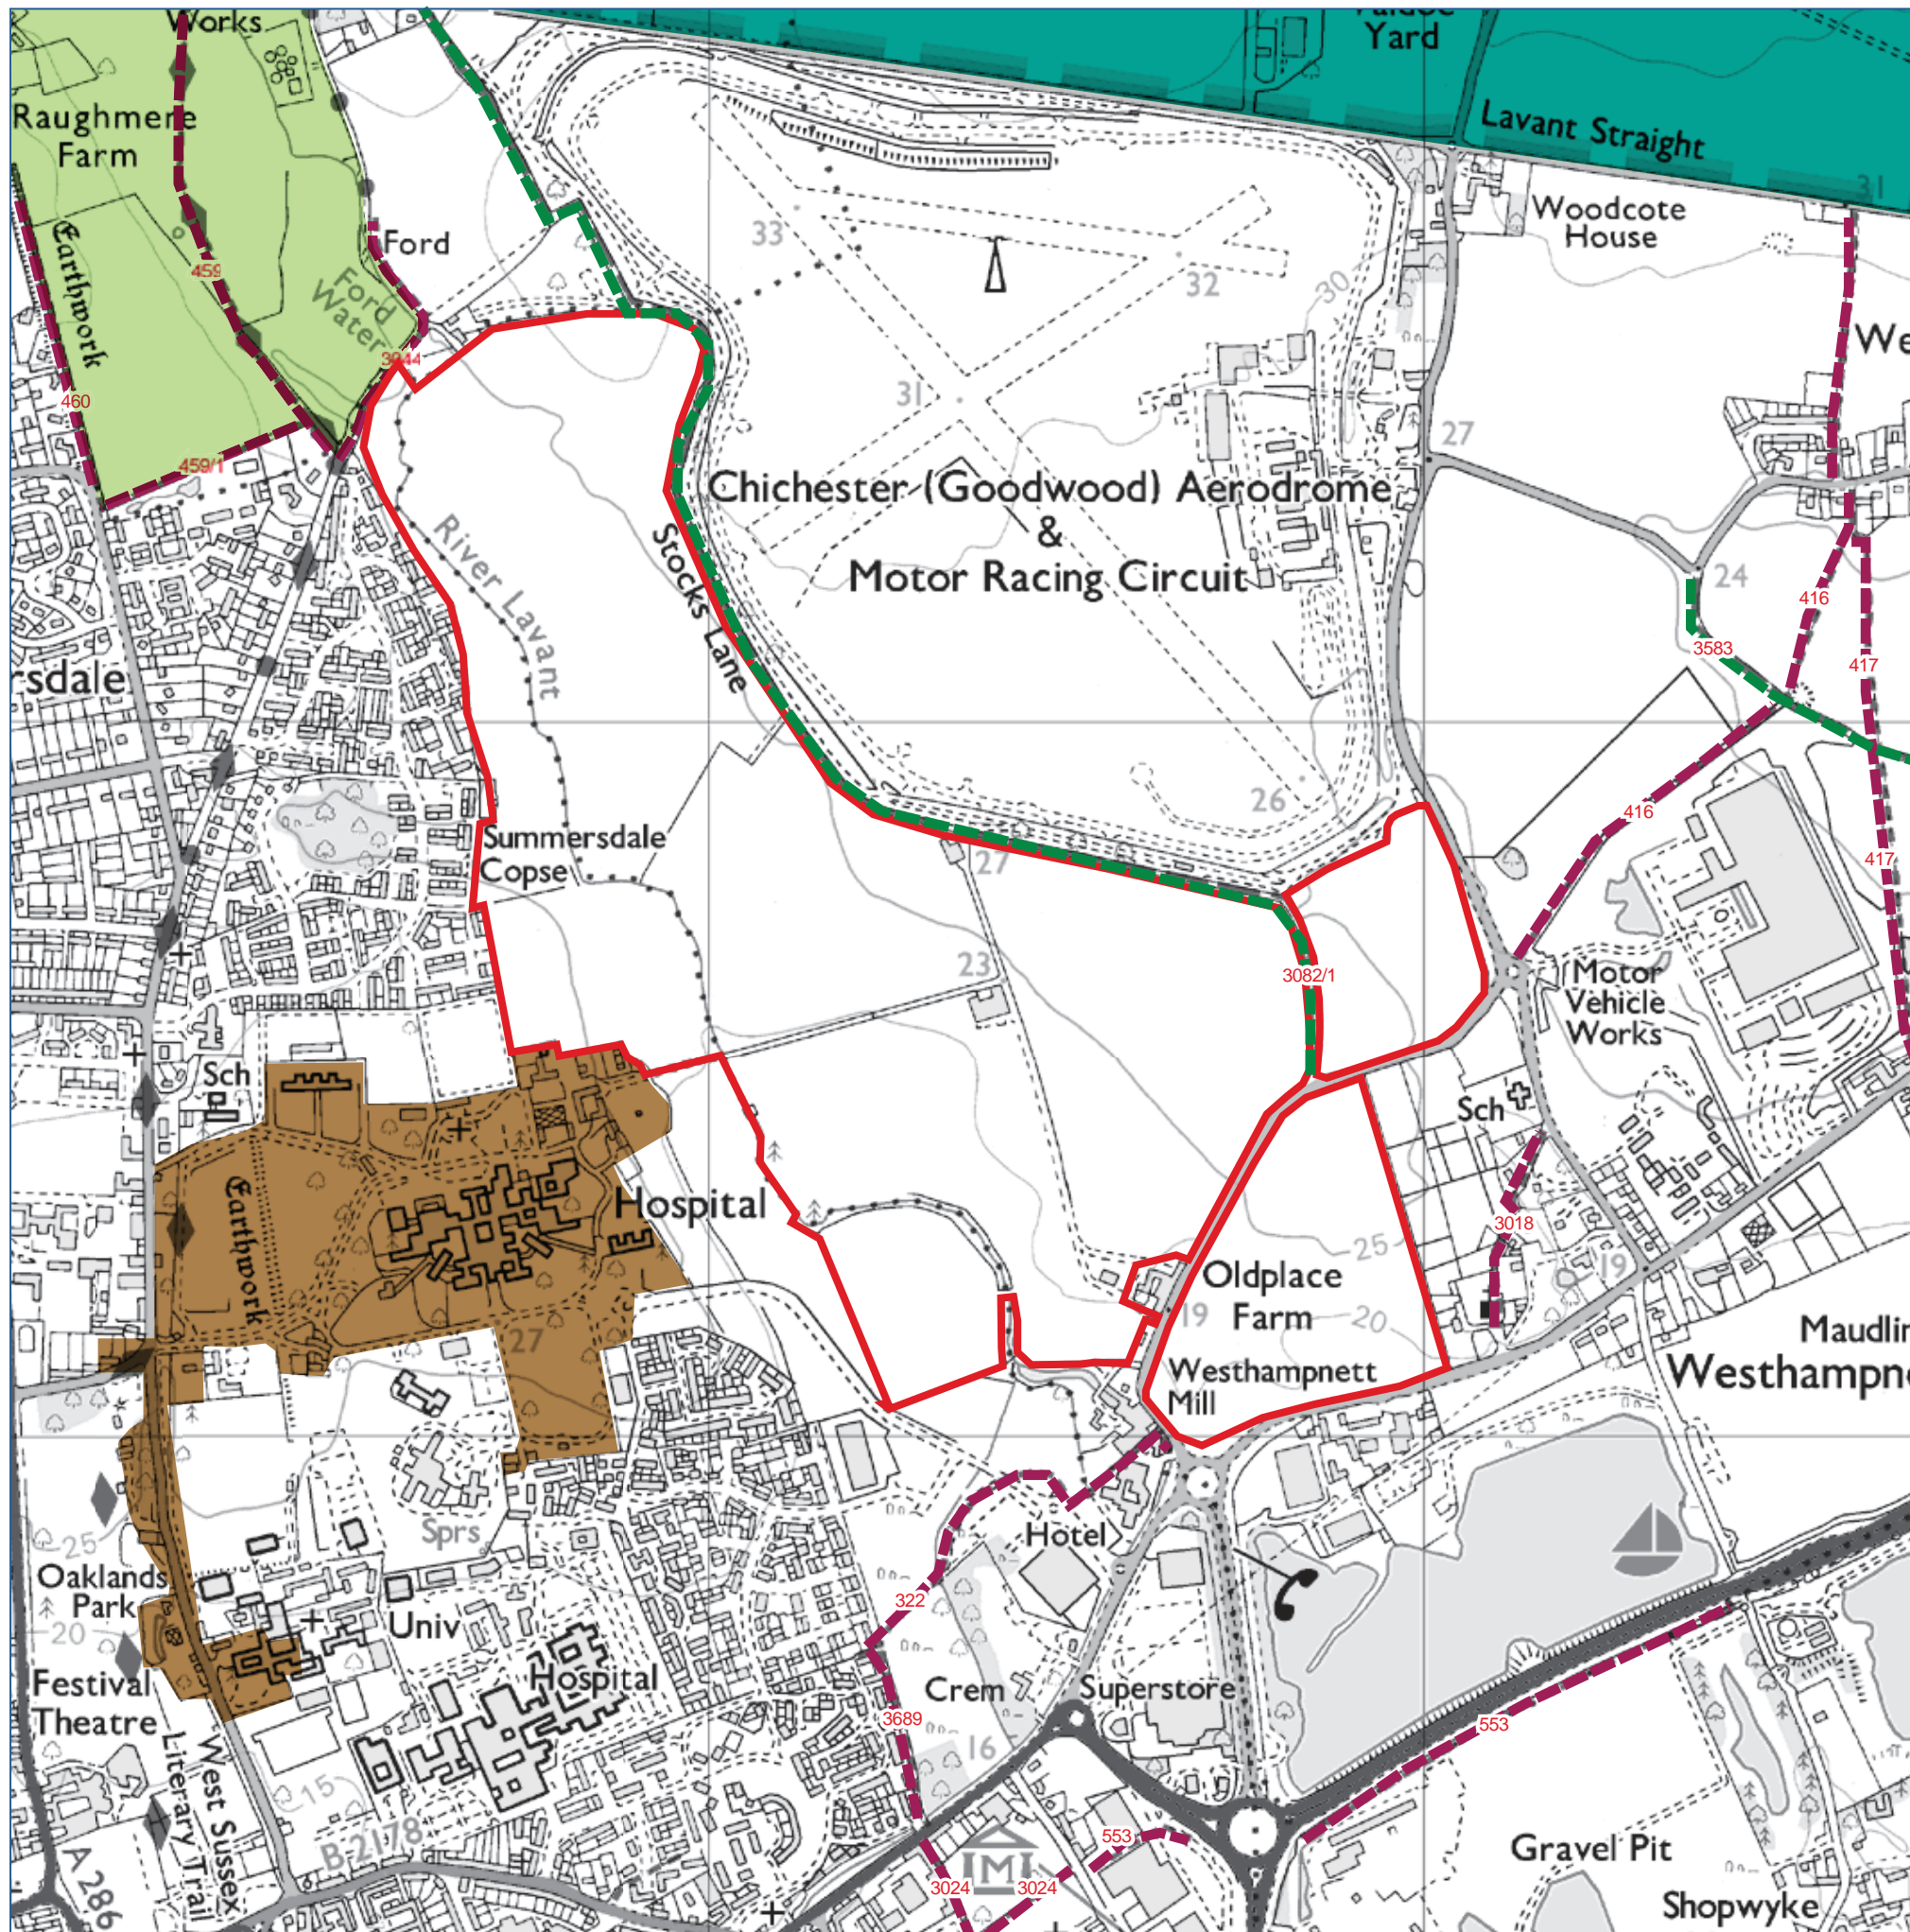 Works
Yard
Raughmere
Farm
Lavant Straight
31
Earthwork
459
Ford
Ford
Water
3944
460
459/1
33
32
30
31
Woodcote
House
We
27
Chichester (Goodwood) Aerodrome
&
Motor Racing Circuit
River Lavant
Stocks Lane
24
3583
416
417
rsdale
26
416
417
Summersdale
Copse
27
23
3082/1
Motor
Vehicle
Works
Sch
Sch
Hospital
Earthwork
3018
25
19
Oldplace
Farm
19
20
27
Westhampnett
Mill
Maudlin
Westhampne
Hotel
Sprs
25
Oaklands
Park
20
Univ
322
Festival
Theatre
Hospital
Crem
Superstore
3689
553
West Sussex
Literary Trail
16
15
B 2178
A 286
M
553
3024
3024
Gravel Pit
Shopwyke